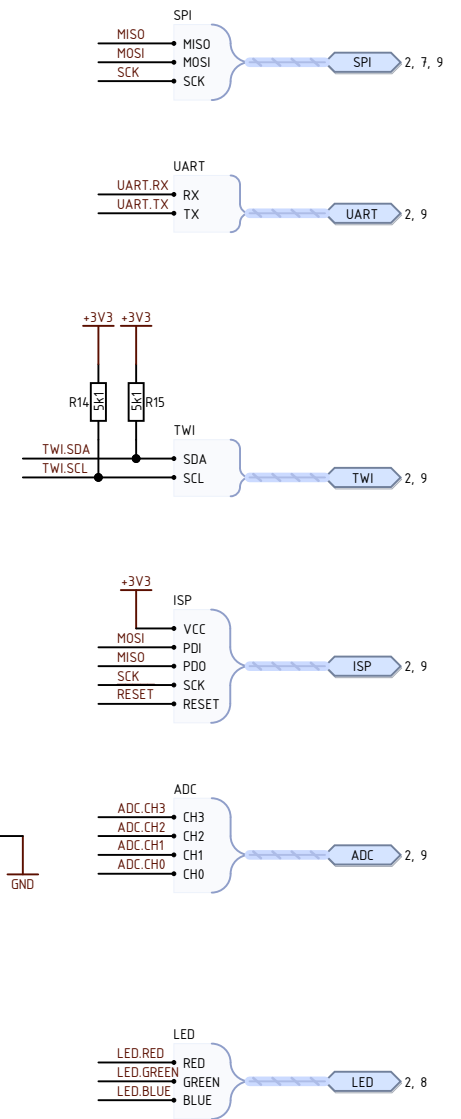 SPI
MISO MISO
MOSI MOSI SPI 2, 7, 9
SCK SCK
UART
UART.RX RX
UART.TX TX UART 2, 9
+3V3 +3V3
R14 5k1 5k1 R15
TWI
TWI.SDA SDA
TWI.SCL SCL TWI 2, 9
+3V3
ISP
VCC
MOSI PDI
MISO PDO ISP 2, 9
SCK SCK
RESET RESET
ADC
ADC.CH3 CH3
ADC.CH2 CH2
ADC.CH1 CH1 ADC 2, 9
ADC.CH0 CH0
GND
LED
LED.RED RED
LED.GREEN GREEN LED 2, 8
LED.BLUE BLUE